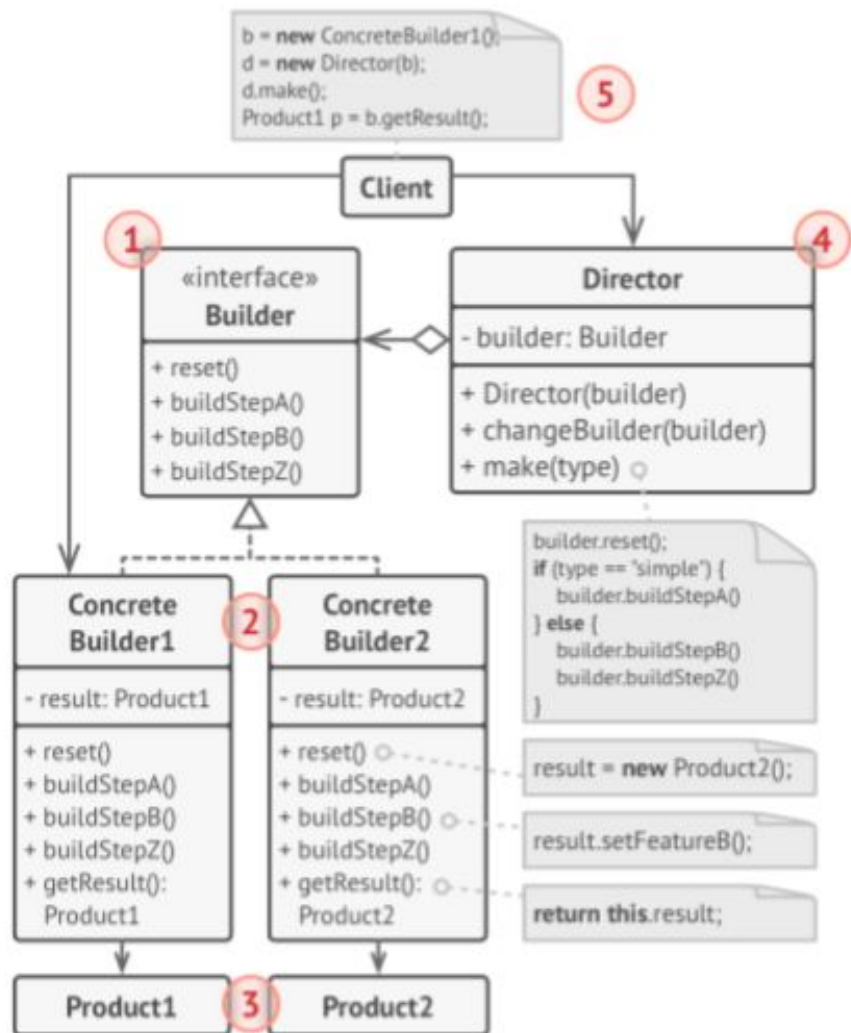 b = new ConcreteBuilder1();
d = new Director(b);
d.make();
Product1 p = b.getResult();
5
Client
1
«interface»
Builder
+ reset()
+ buildStepA()
+ buildStepB()
+ buildStepZ()
4
Director
- builder: Builder
+ Director(builder)
+ changeBuilder(builder)
+ make(type)
builder.reset();
if (type == "simple") {
builder.buildStepA()
} else {
builder.buildStepB()
builder.buildStepZ()
}
Concrete
Builder1
- result: Product1
+ reset()
+ buildStepA()
+ buildStepB()
+ buildStepZ()
+ getResult():
Product1
2
Concrete
Builder2
- result: Product2
+ reset()
+ buildStepA()
+ buildStepB()
+ buildStepZ()
+ getResult():
Product2
result = new Product2();
result.setFeatureB();
return this.result;
Product1
3
Product2